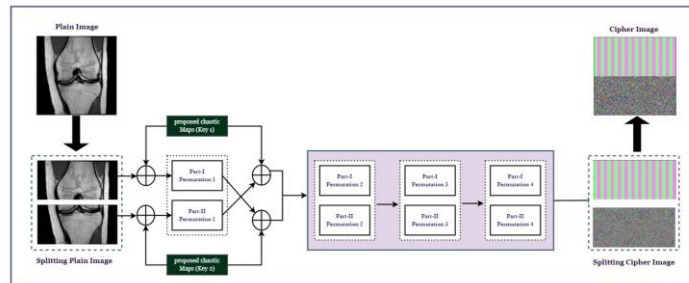 Plain Image
Cipher Image
proposed chaotic
Maps (Key 1)
Part-I
Permutation 1
Part-II
Permutation 1
Part-I
Permutation 2
Part-II
Permutation 2
Part-I
Permutation 3
Part-II
Permutation 3
Part-I
Permutation 4
Part-II
Permutation 4
proposed chaotic
Maps (Key 2)
Splitting Plain Image
Splitting Cipher Image